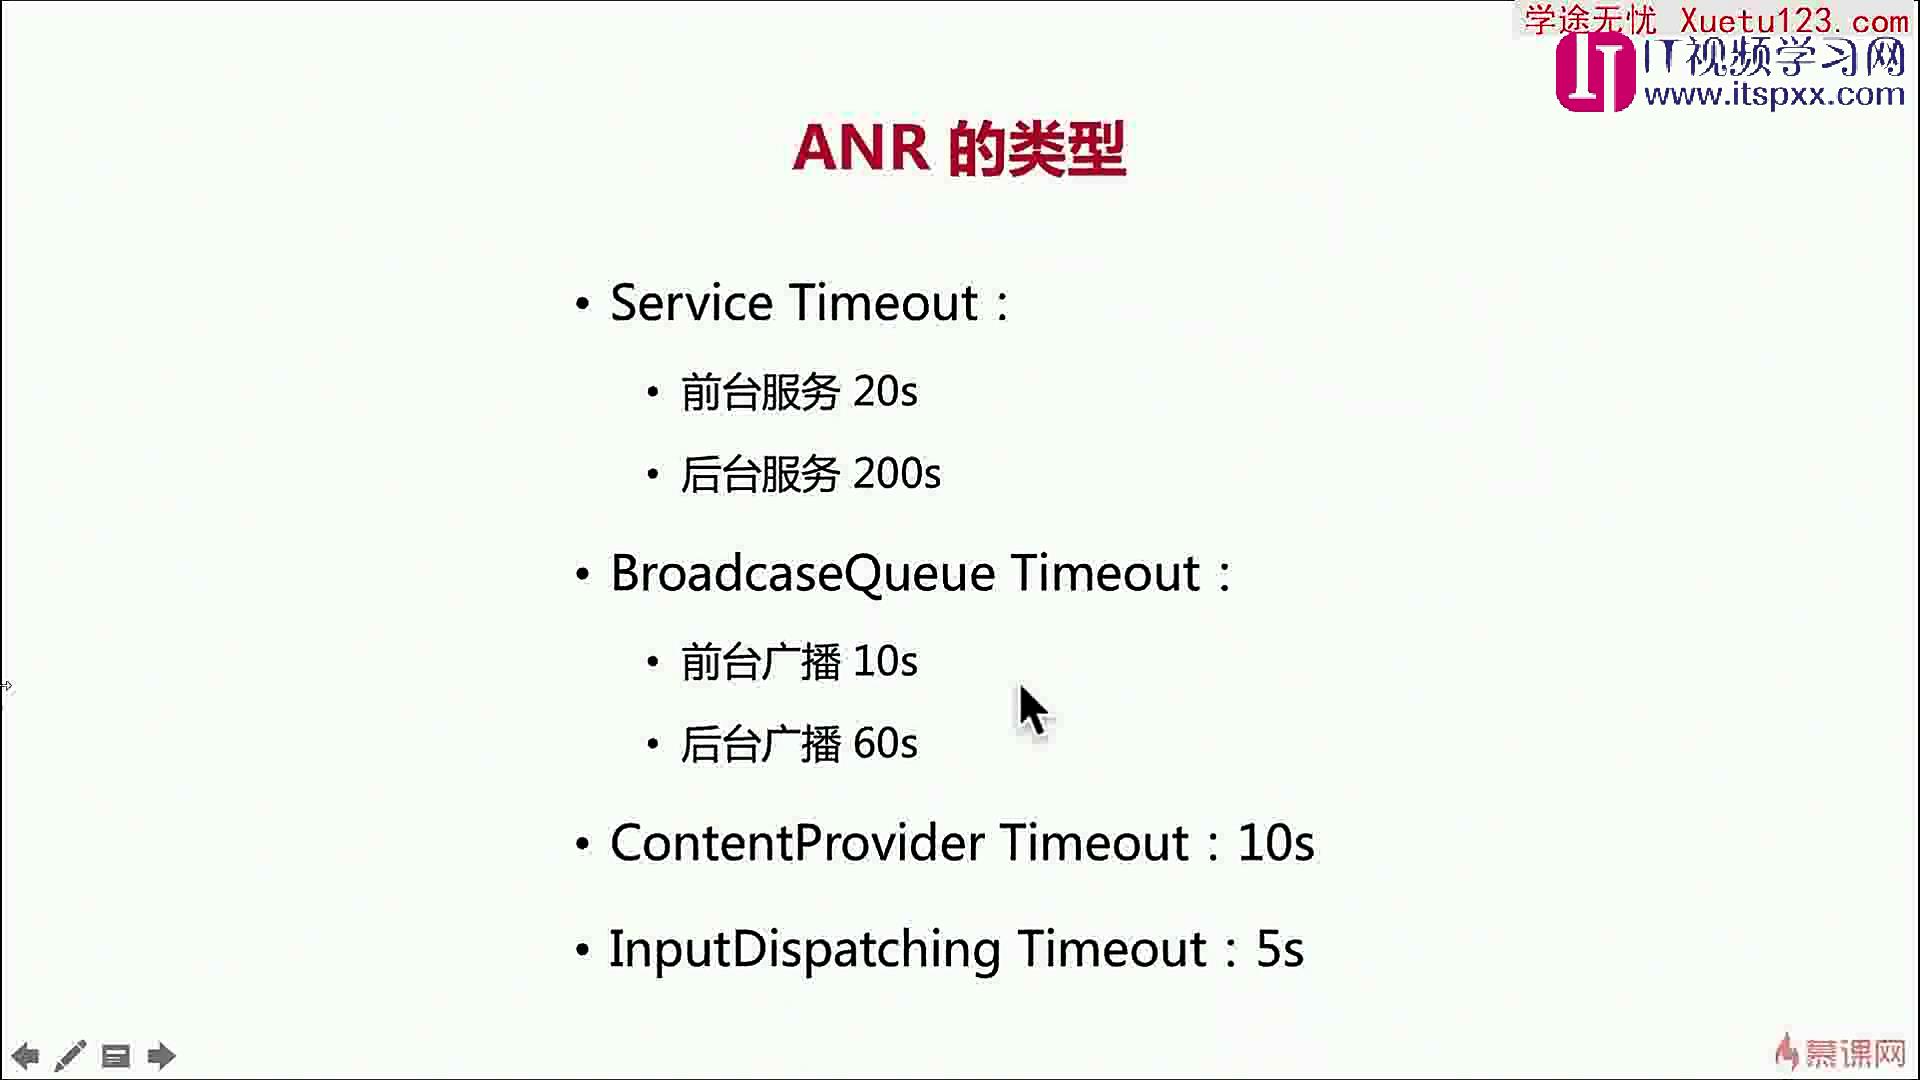 学途无忧 Xuetu123.com
IT视频学习网
www.itspxx.com
ANR 的类型
• Service Timeout：
• 前台服务 20s
• 后台服务 200s
• BroadcaseQueue Timeout：
• 前台广播 10s
• 后台广播 60s
• ContentProvider Timeout：10s
• InputDispatching Timeout：5s
慕课网